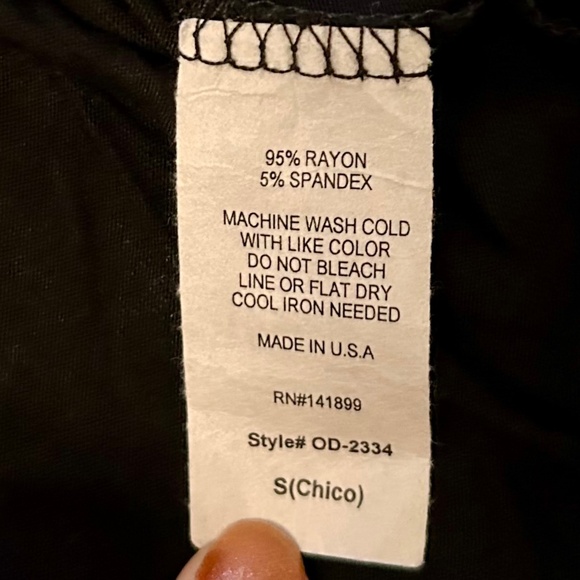 95% RAYON
5% SPANDEX
MACHINE WASH COLD
WITH LIKE COLOR
DO NOT BLEACH
LINE OR FLAT DRY
COOL IRON NEEDED
MADE IN U.S.A
RN#141899
Style# OD-2334
S(Chico)